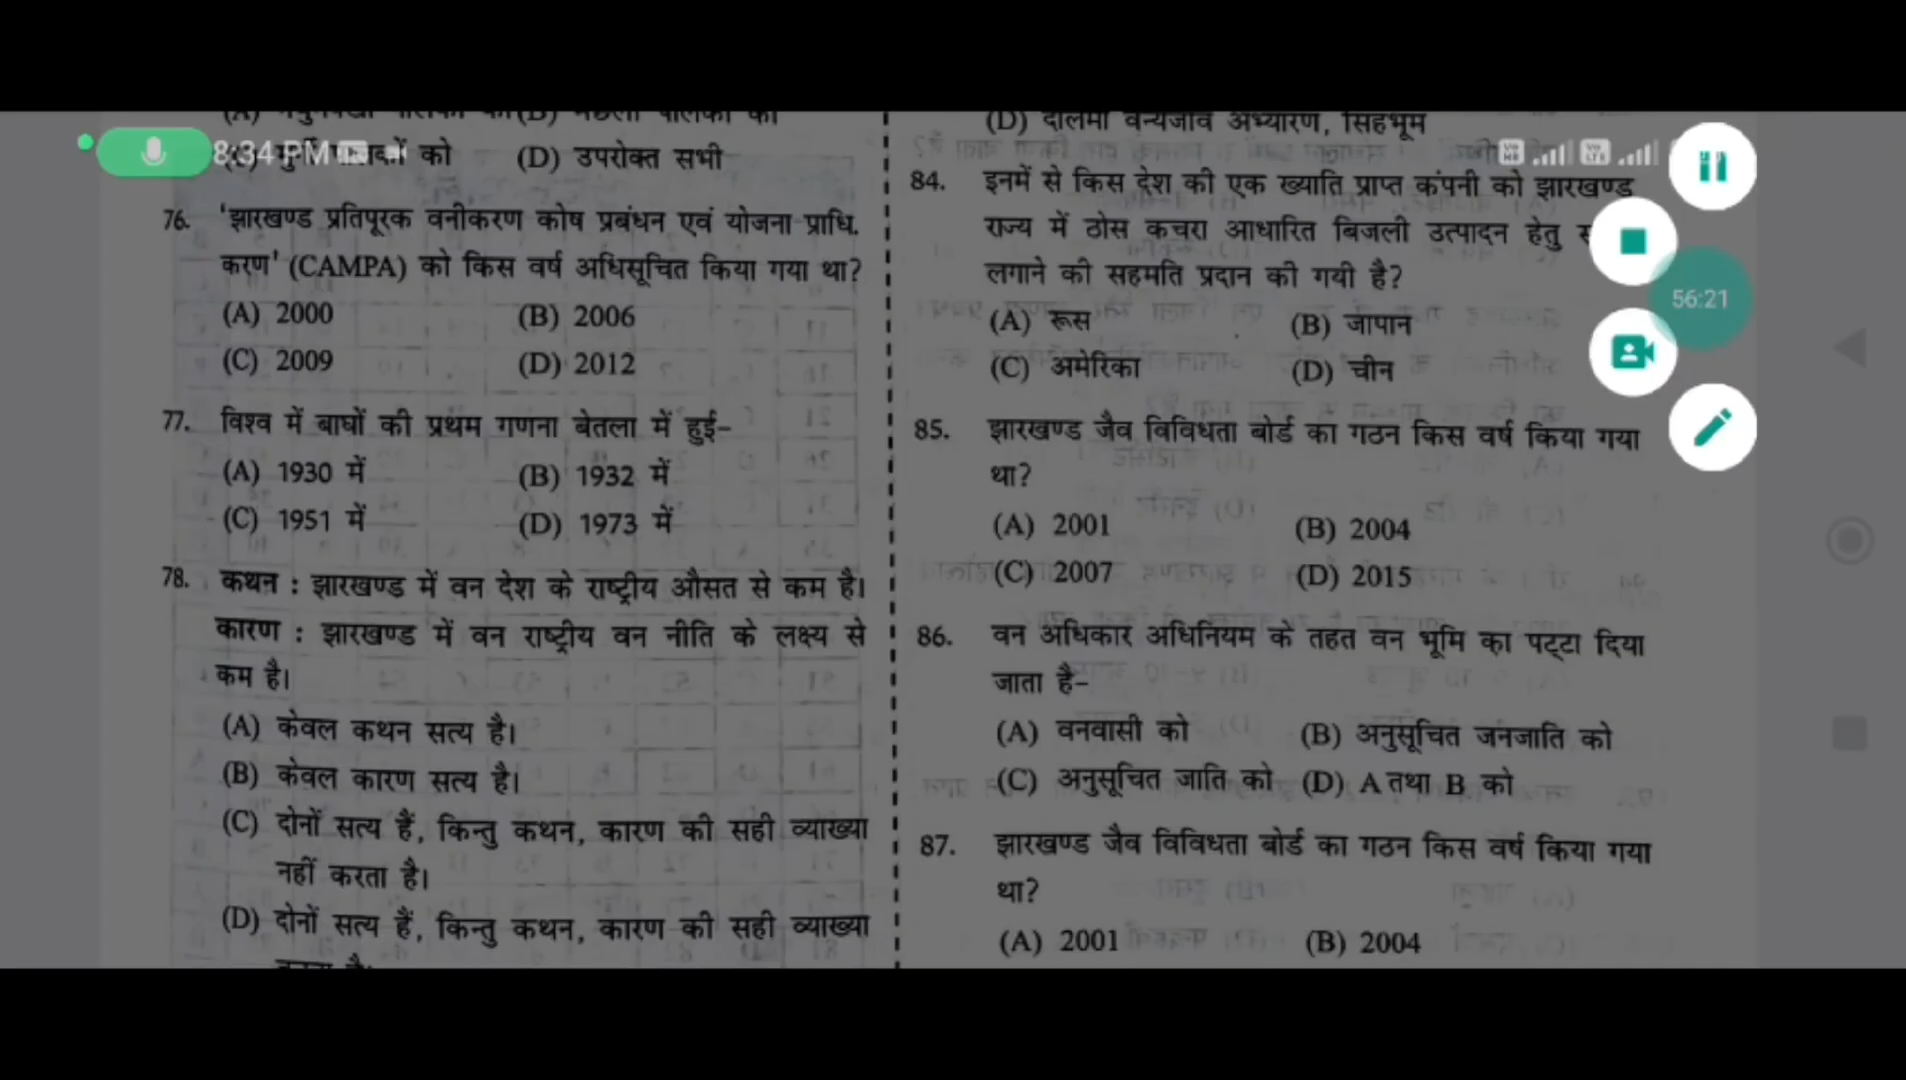 को (D) उपरोक्त सभी
76. 'झारखण्ड प्रतिपूरक वनीकरण कोष प्रबंधन एवं योजना प्राधि.
करण' (CAMPA) को किस वर्ष अधिसूचित किया गया था?
(A) 2000 (B) 2006
(C) 2009 (D) 2012
77. विश्व में बाघों की प्रथम गणना बेतला में हुई-
(A) 1930 में (B) 1932 में
(C) 1951 में (D) 1973 में
78. कथन : झारखण्ड में वन देश के राष्ट्रीय औसत से कम है।
कारण : झारखण्ड में वन राष्ट्रीय वन नीति के लक्ष्य से
कम है।
(A) केवल कथन सत्य है।
(B) केवल कारण सत्य है।
(C) दोनों सत्य हैं, किन्तु कथन, कारण की सही व्याख्या
नहीं करता है।
(D) दोनों सत्य हैं, किन्तु कथन, कारण की सही व्याख्या
(D) दालमा वन्यजीव अभ्यारण, सिंहभूम
84. इनमें से किस देश की एक ख्याति प्राप्त कंपनी को झारखण्ड
राज्य में ठोस कचरा आधारित बिजली उत्पादन हेतु
लगाने की सहमति प्रदान की गयी है?
(A) रूस (B) जापान
(C) अमेरिका (D) चीन
85. झारखण्ड जैव विविधता बोर्ड का गठन किस वर्ष किया गया
था?
(A) 2001 (B) 2004
(C) 2007 (D) 2015
86. वन अधिकार अधिनियम के तहत वन भूमि का पट्टा दिया
जाता है-
(A) वनवासी को (B) अनुसूचित जनजाति को
(C) अनुसूचित जाति को (D) A तथा B को
87. झारखण्ड जैव विविधता बोर्ड का गठन किस वर्ष किया गया
था?
(A) 2001 (B) 2004
8:34 PM
56:21